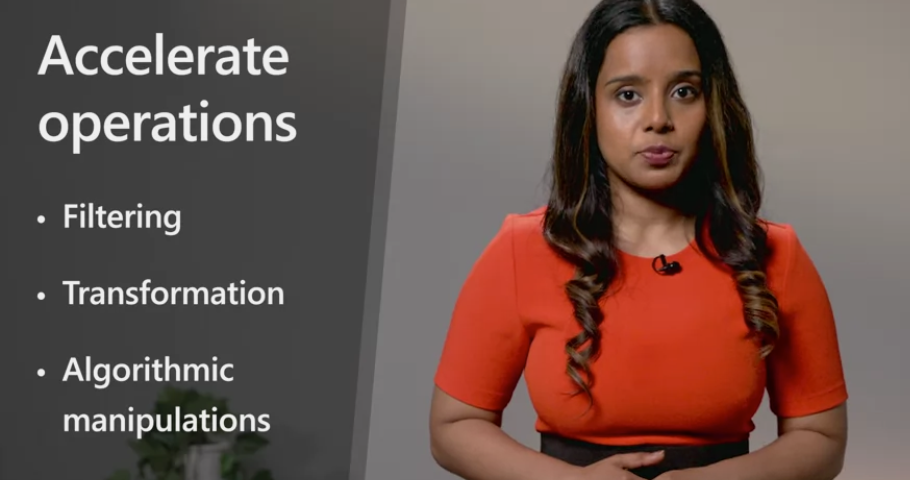 Accelerate
operations
• Filtering
• Transformation
• Algorithmic
manipulations